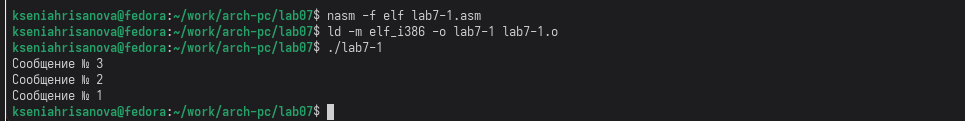 kseniahrisanova@fedora:~/work/arch-pc/lab07$ nasm -f elf lab7-1.asm
kseniahrisanova@fedora:~/work/arch-pc/lab07$ ld -m elf_i386 -o lab7-1 lab7-1.o
kseniahrisanova@fedora:~/work/arch-pc/lab07$ ./lab7-1
Сообщение № 3
Сообщение № 2
Сообщение № 1
kseniahrisanova@fedora:~/work/arch-pc/lab07$